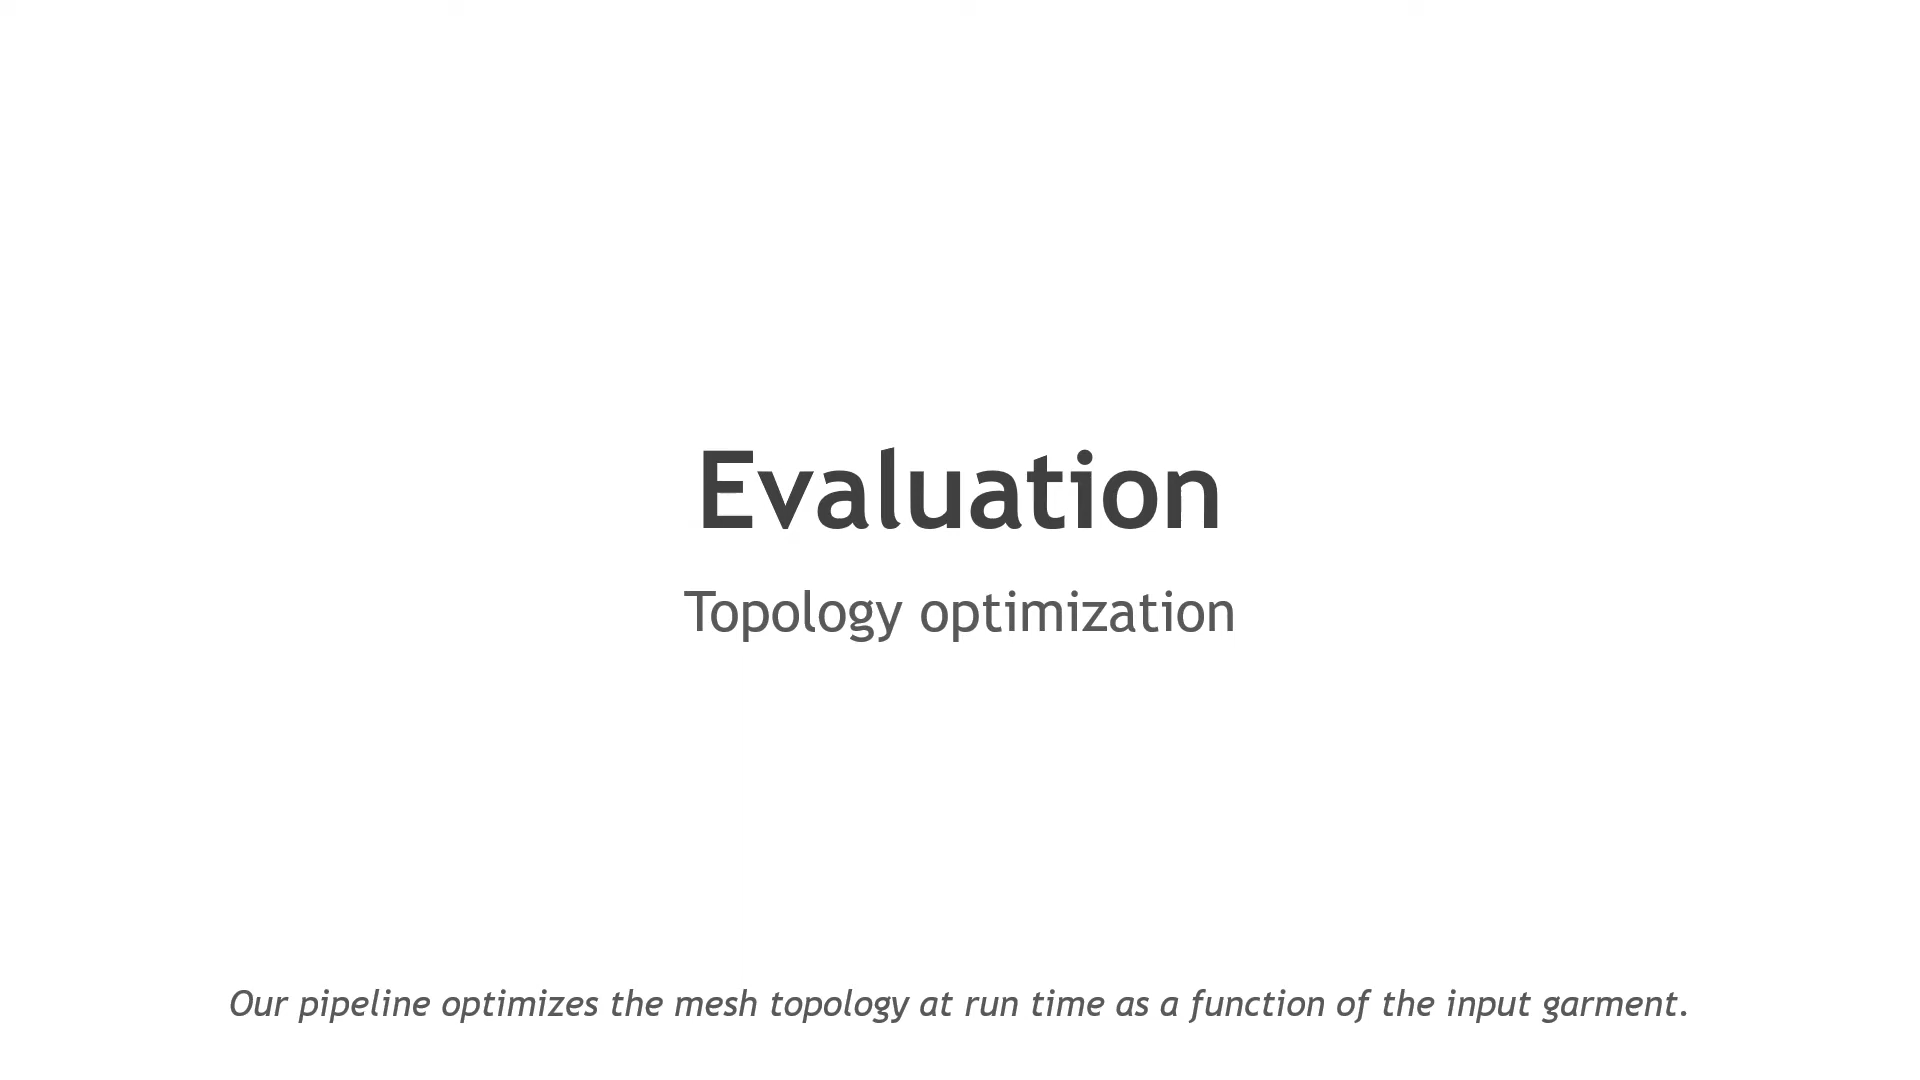 Evaluation
Topology optimization
Our pipeline optimizes the mesh topology at run time as a function of the input garment.